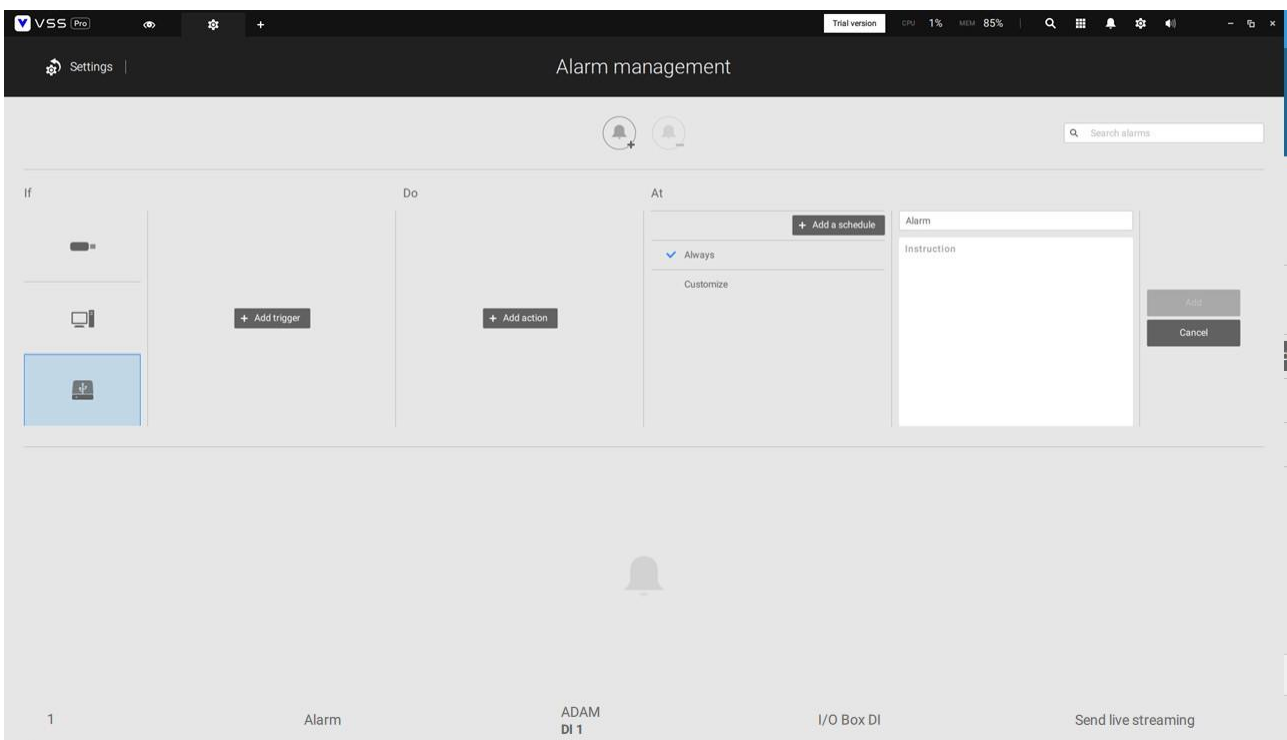 VSS Pro
Trial version CPU 1% MEM 85%
Settings
Alarm management
Search alarms
If Do At
+ Add a schedule
Alarm
Always
Instruction
Customize
+ Add trigger
+ Add action
Add
Cancel
1 Alarm ADAM I/O Box DI Send live streaming
DI 1